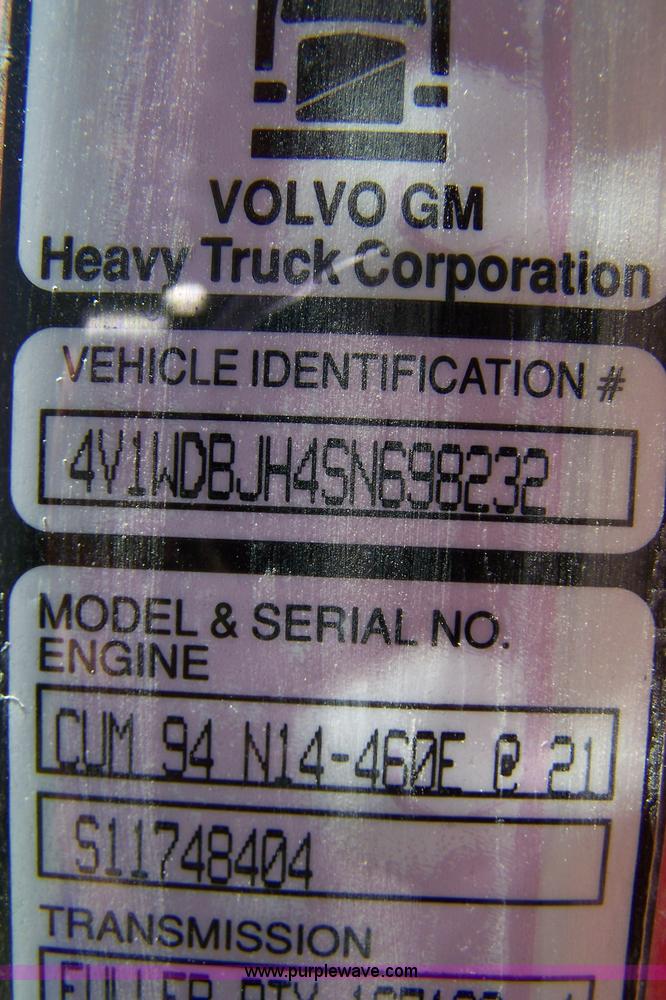 VOLVO GM
Heavy Truck Corporation
VEHICLE IDENTIFICATION #
4V1WDBJH4SN698232
MODEL & SERIAL NO.
ENGINE
CUM 94 N14-460E @ 21
S11748404
TRANSMISSION
FULLER
www.purplewave.com